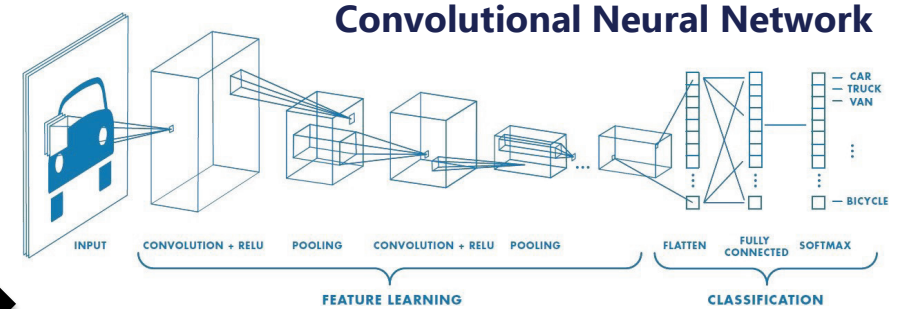 Convolutional Neural Network
CAR
TRUCK
VAN
BICYCLE
INPUT CONVOLUTION + RELU POOLING CONVOLUTION + RELU POOLING FLATTEN FULLY CONNECTED SOFTMAX
FEATURE LEARNING CLASSIFICATION